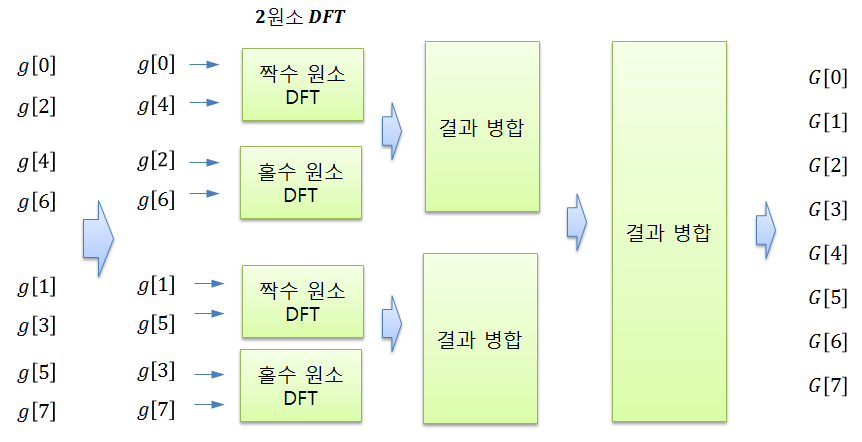 2원소 DFT
g[0]
g[2]
g[4]
g[6]
g[1]
g[3]
g[5]
g[7]
g[0]
g[4]
g[2]
g[6]
g[1]
g[5]
g[3]
g[7]
짝수 원소
DFT
홀수 원소
DFT
짝수 원소
DFT
홀수 원소
DFT
결과 병합
결과 병합
결과 병합
G[0]
G[1]
G[2]
G[3]
G[4]
G[5]
G[6]
G[7]